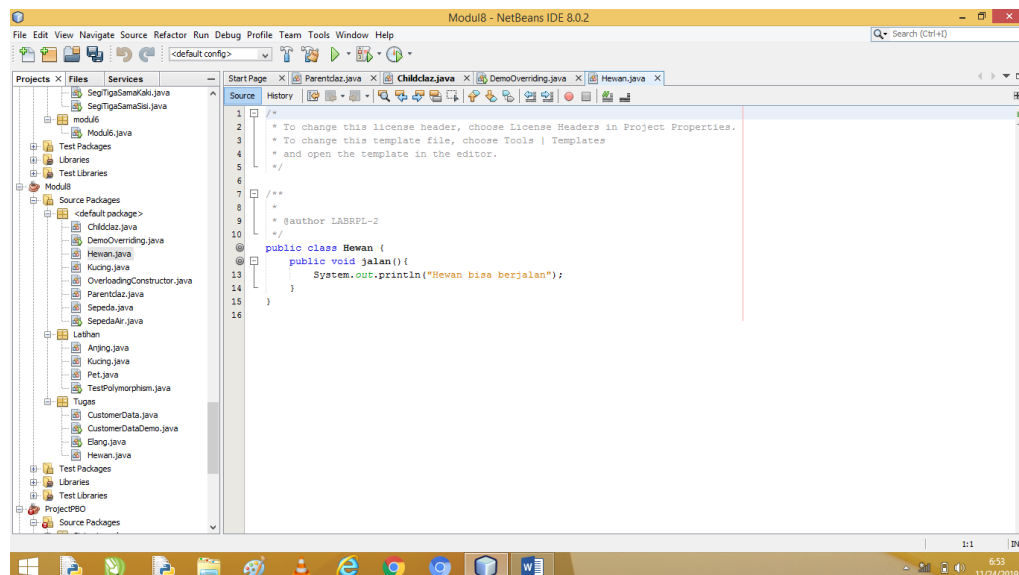 Modul8 - NetBeans IDE 8.0.2
File Edit View Navigate Source Refactor Run Debug Profile Team Tools Window Help
Search (Ctrl+I)
<default config>
Projects Files Services
Start Page Parentclaz.java Childclaz.java DemoOverriding.java Hewan.java
Source History
SegiTigaSamaKaki.java
SegiTigaSamaSisi.java
modul6
Modul6.java
Test Packages
Libraries
Test Libraries
Modul8
Source Packages
<default package>
Childclaz.java
DemoOverriding.java
Hewan.java
Kucing.java
OverloadingConstructor.java
Parentclaz.java
Sepeda.java
SepedaAir.java
Latihan
Anjing.java
Kucing.java
Pet.java
TestPolymorphism.java
Tugas
CustomerData.java
CustomerDataDemo.java
Elang.java
Hewan.java
Test Packages
Libraries
Test Libraries
ProjectPBO
Source Packages
1 /*
2 * To change this license header, choose License Headers in Project Properties.
3 * To change this template file, choose Tools | Templates
4 * and open the template in the editor.
5 */
6
7 /**
8 *
9 * @author LABRPL-2
10 */
public class Hewan {
public void jalan(){
13 System.out.println("Hewan bisa berjalan");
14 }
15 }
16
1:1 IN
6:53
11/24/2019